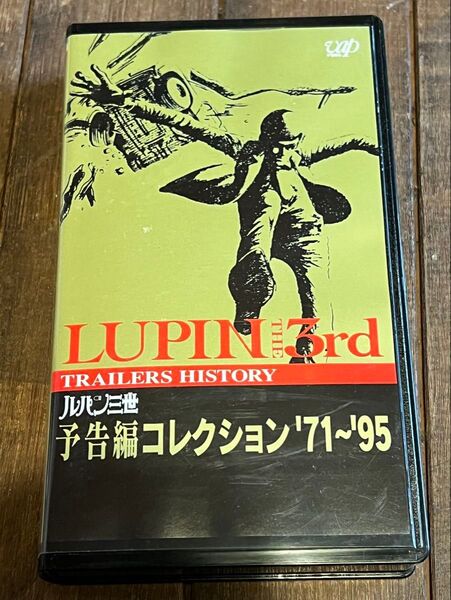 vap
LUPIN THE 3rd
TRAILERS HISTORY
ルパン三世
予告編コレクション'71~'95